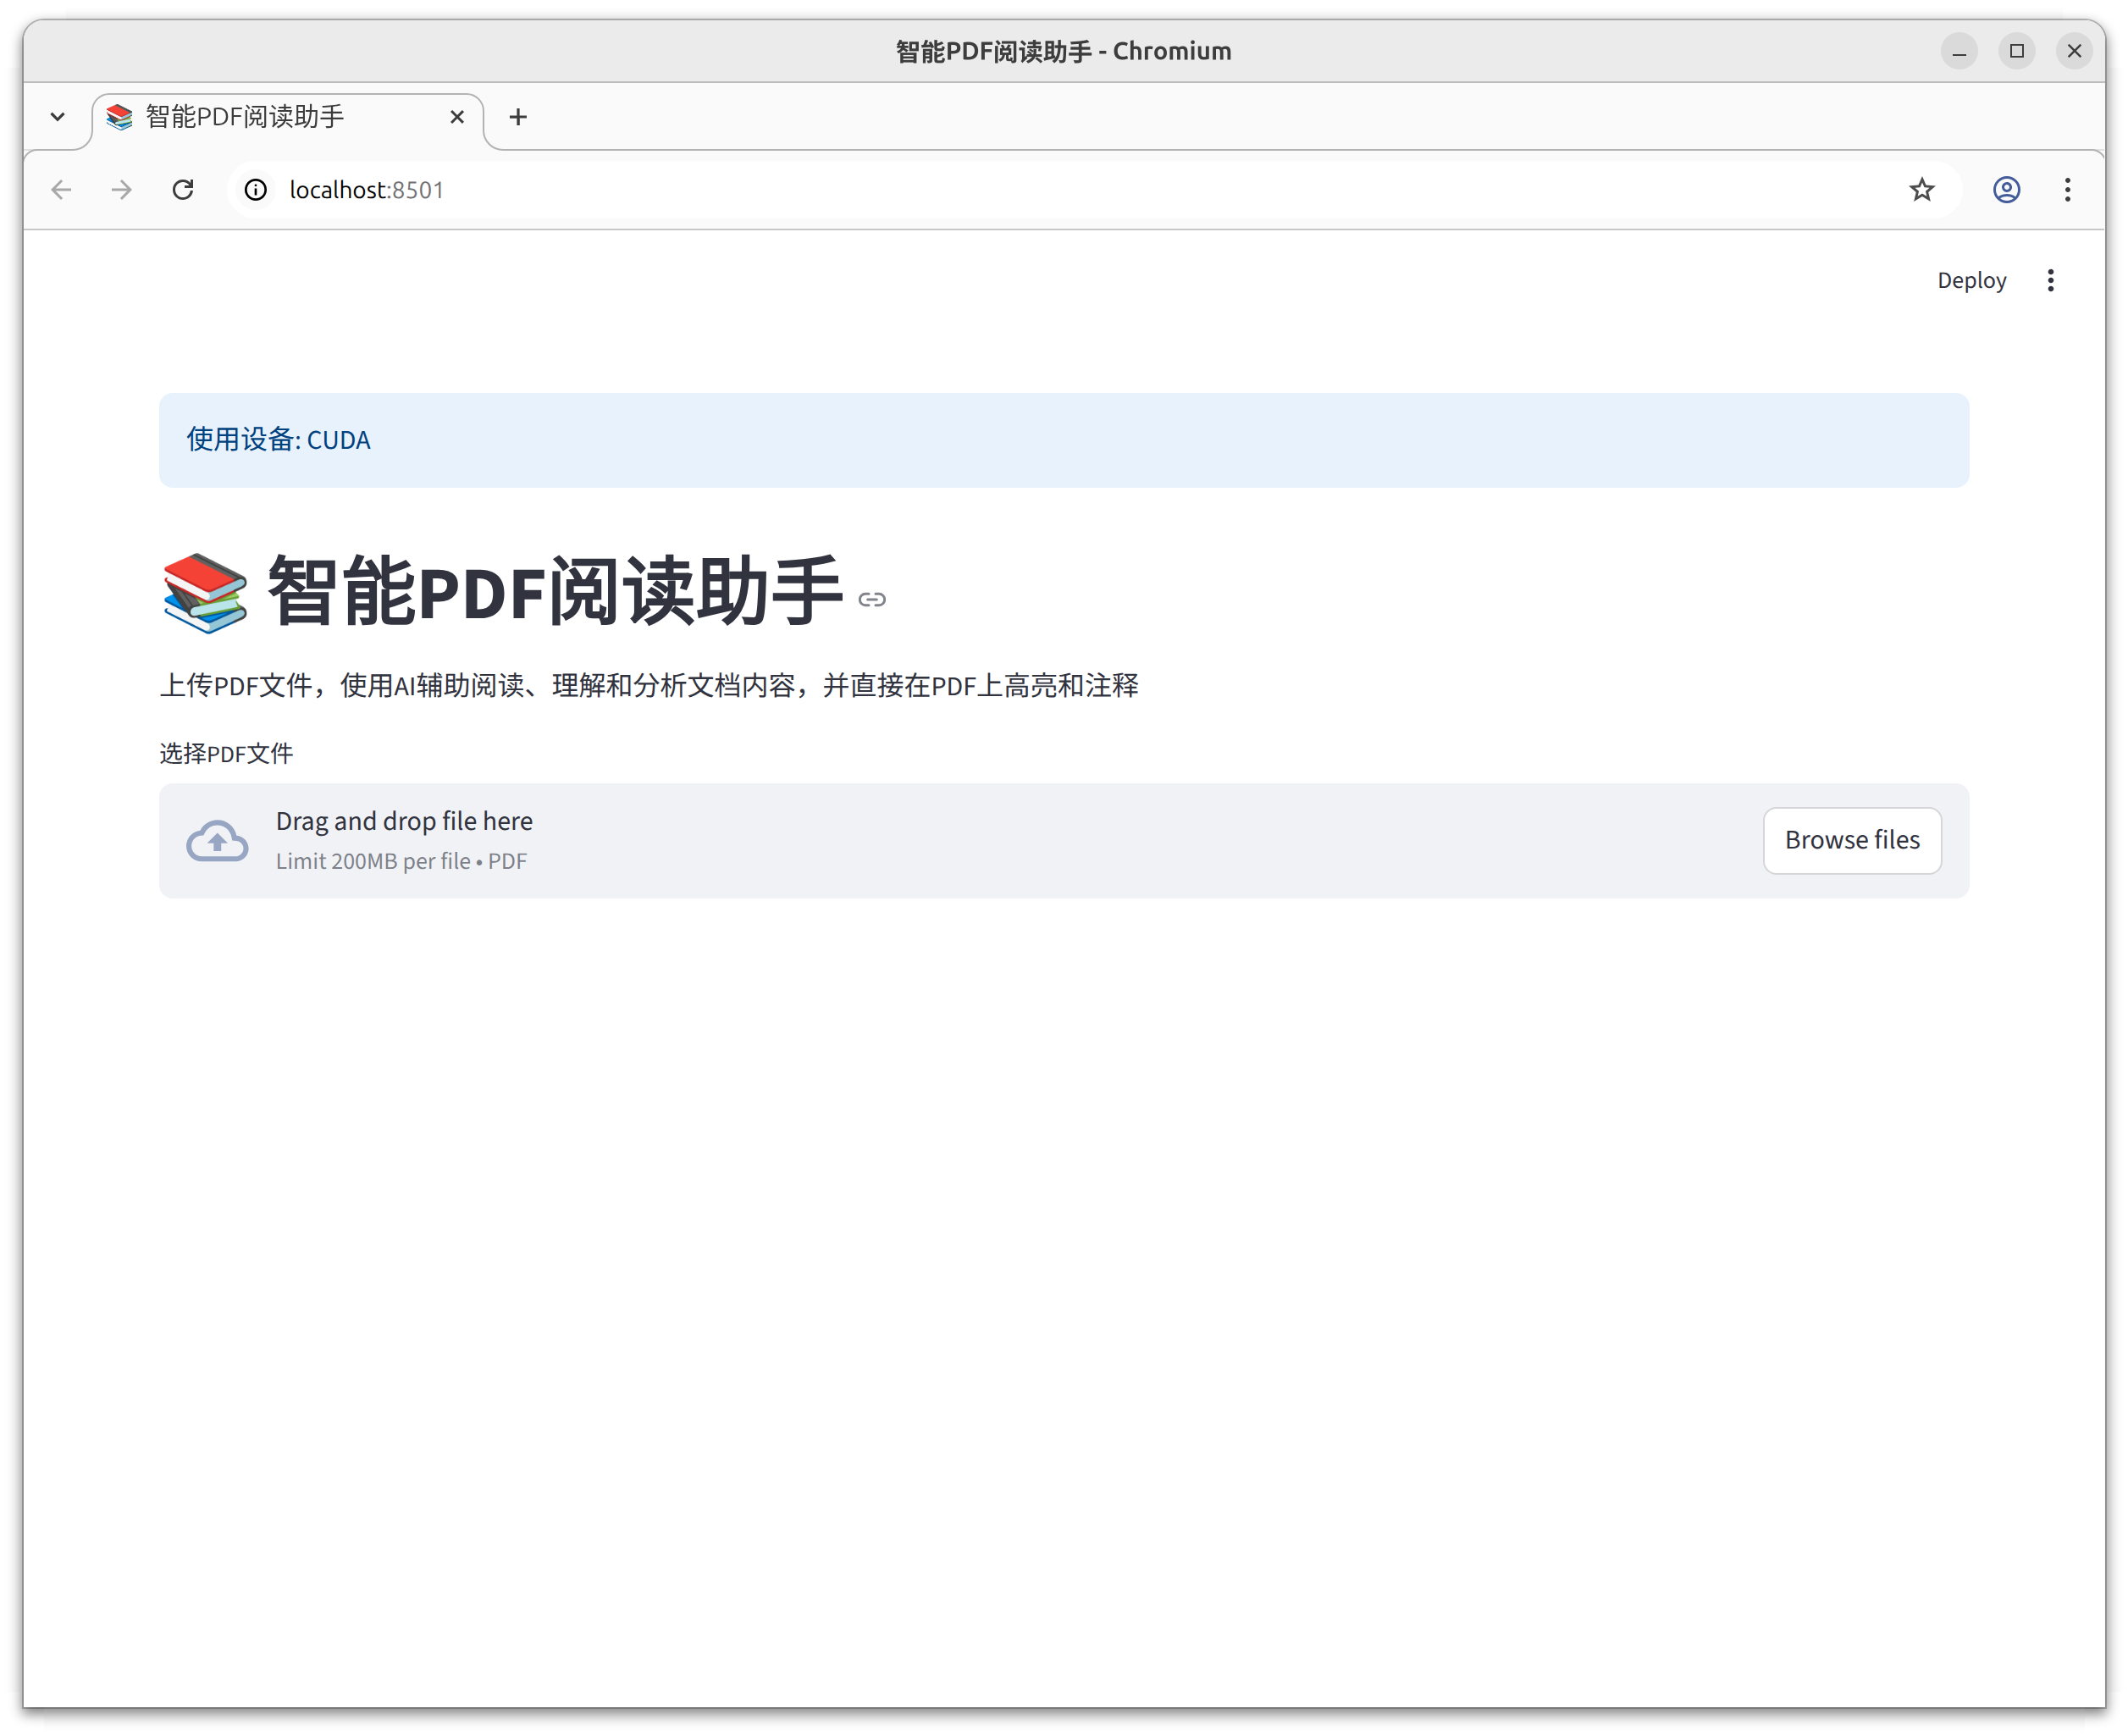 智能PDF阅读助手 - Chromium
智能PDF阅读助手
localhost:8501
Deploy
使用设备: CUDA
📚 智能PDF阅读助手
上传PDF文件，使用AI辅助阅读、理解和分析文档内容，并直接在PDF上高亮和注释
选择PDF文件
Drag and drop file here
Limit 200MB per file • PDF
Browse files